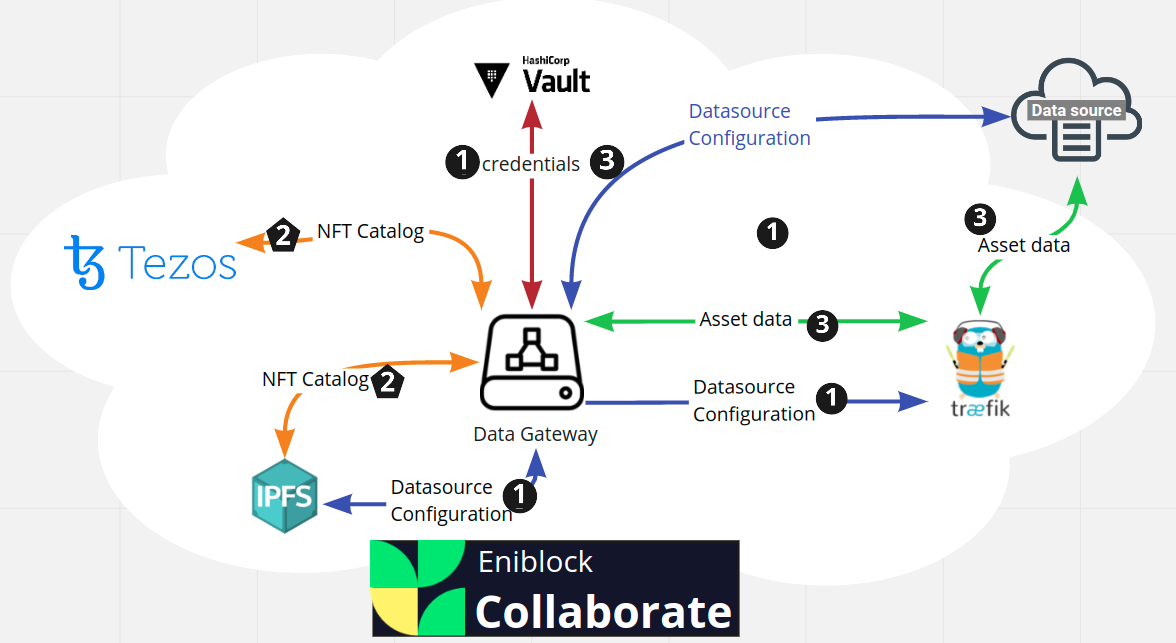 HashiCorp
Vault
Datasource
Configuration
Data source
1
credentials
3
2
NFT Catalog
1
3
Asset data
Tezos
Asset data
3
NFT Catalog
2
Datasource
Configuration
1
træfik
Data Gateway
IPFS
Datasource
Configuration
1
Eniblock
Collaborate